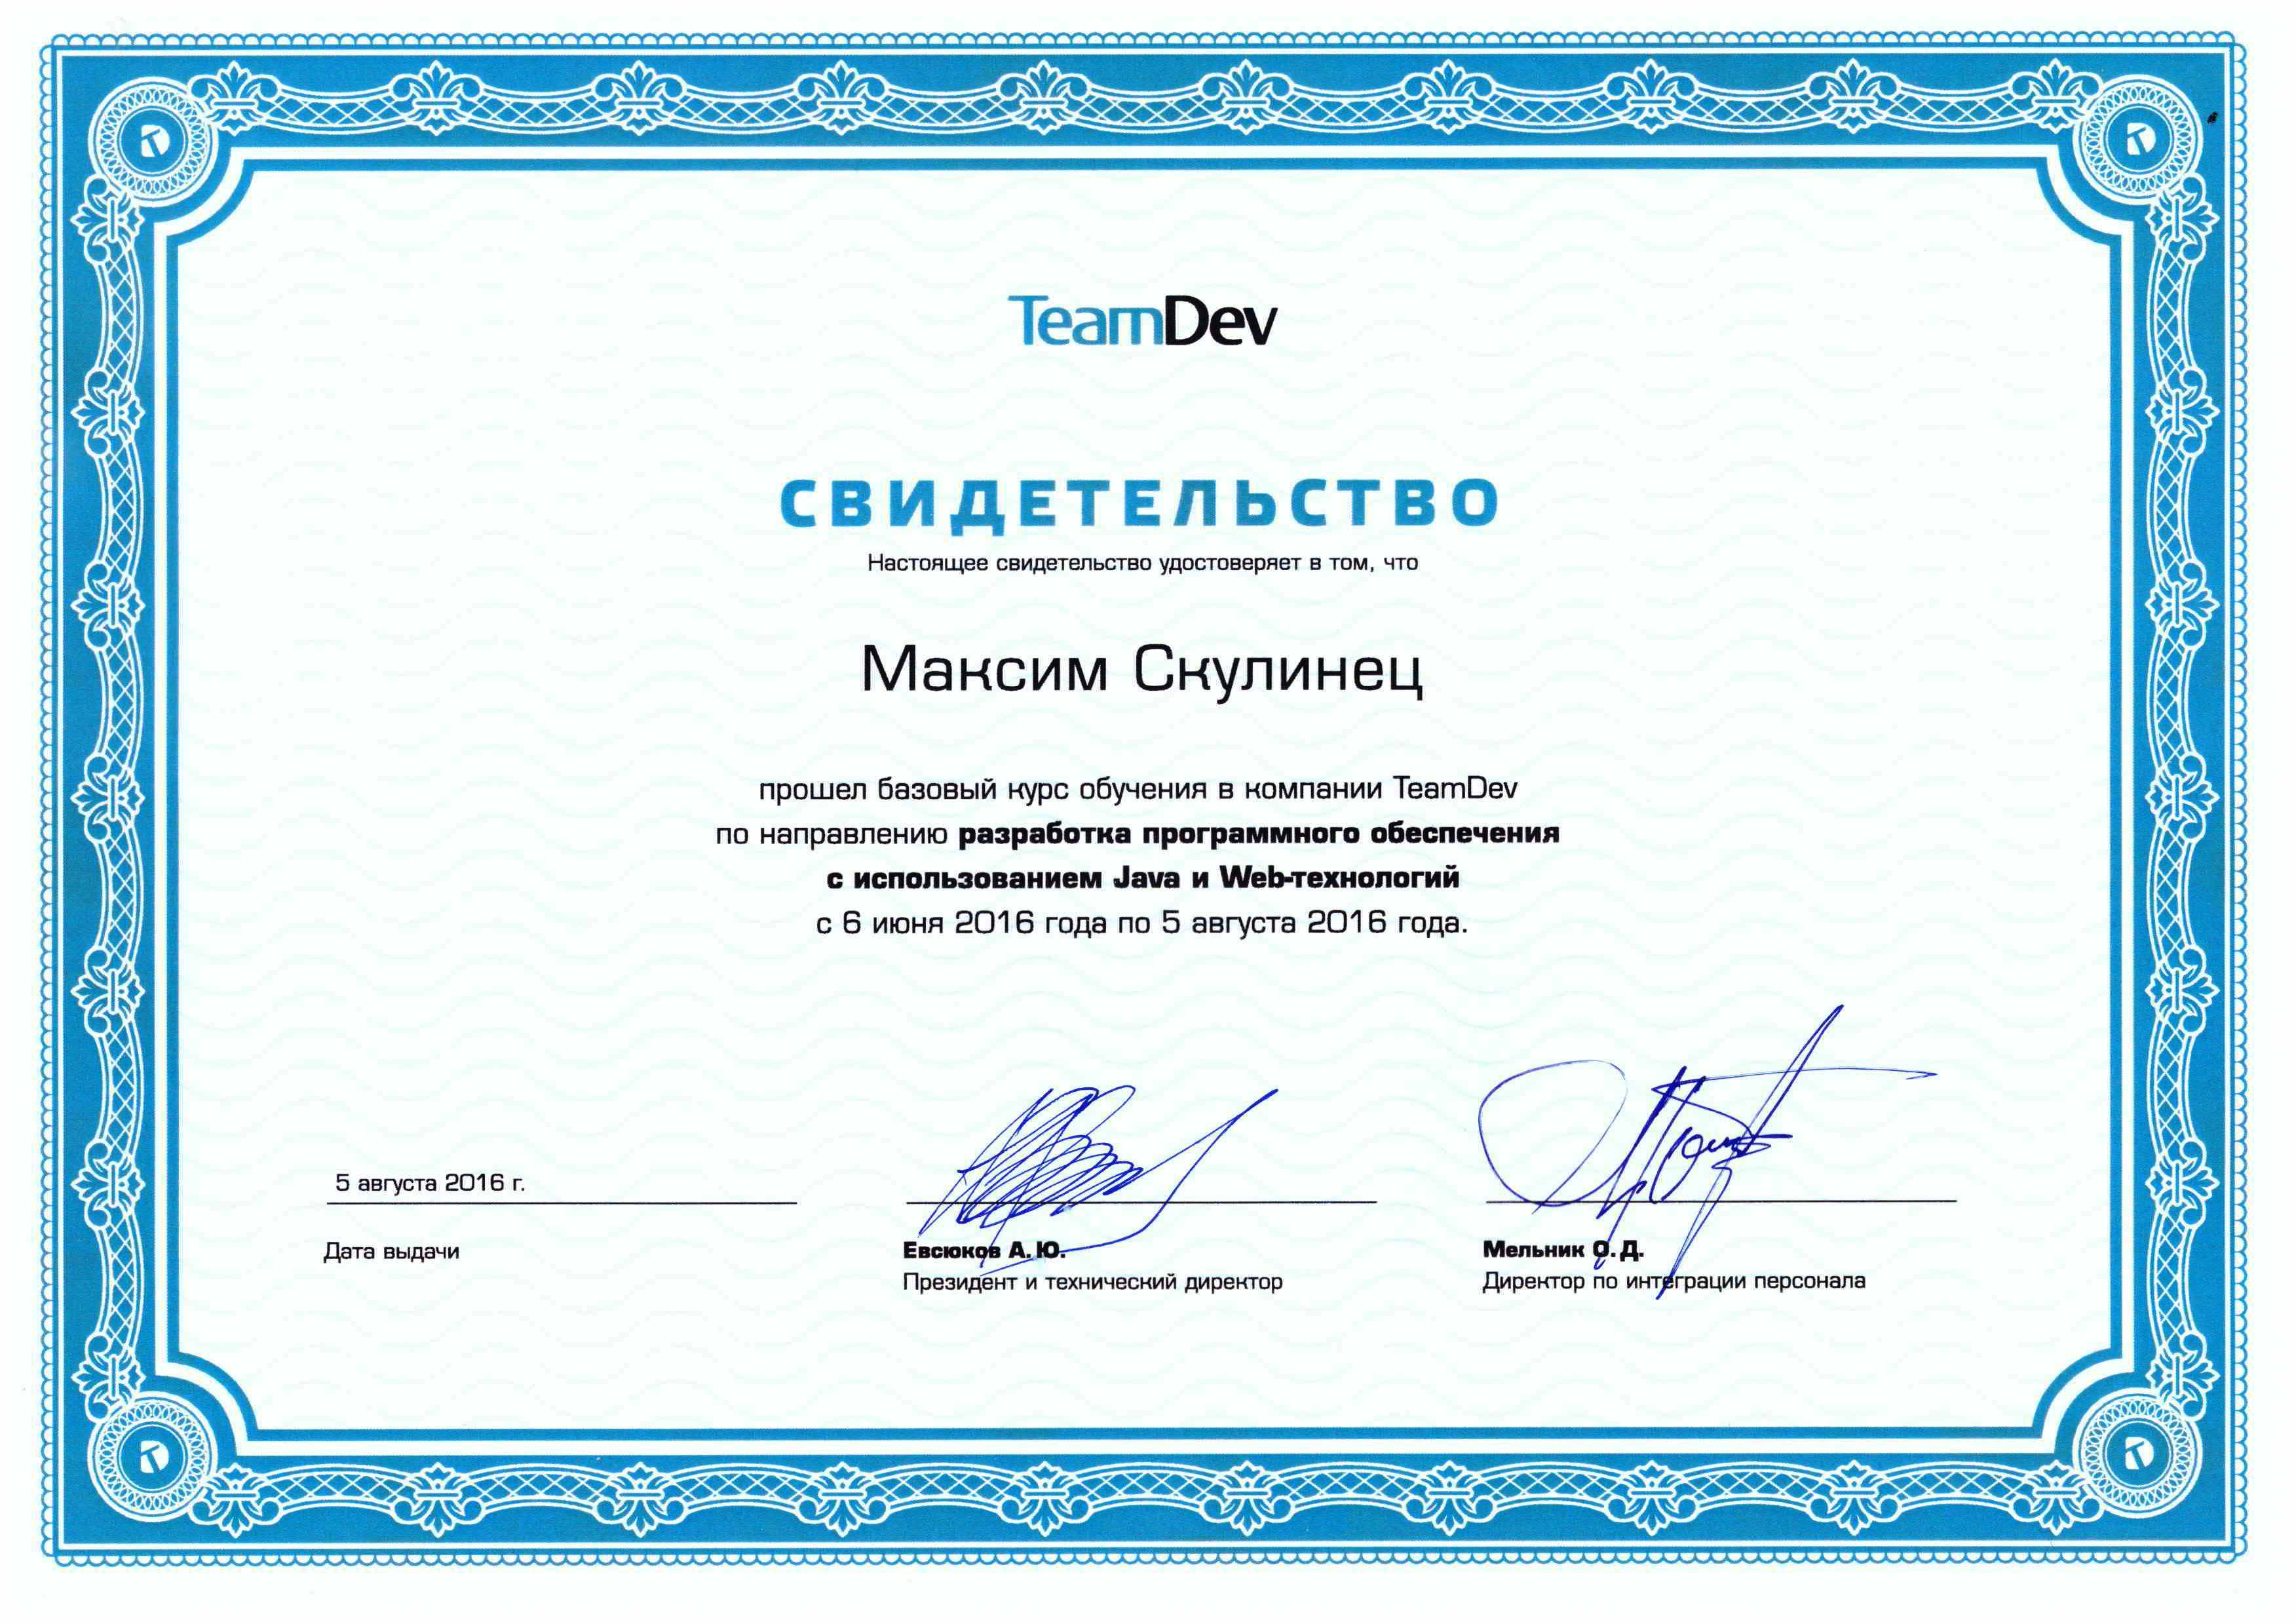 TeamDev
СВИДЕТЕЛЬСТВО
Настоящее свидетельство удостоверяет в том, что
Максим Скулинец
прошел базовый курс обучения в компании TeamDev
по направлению разработка программного обеспечения
с использованием Java и Web-технологий
с 6 июня 2016 года по 5 августа 2016 года.
5 августа 2016 г.
Дата выдачи
Евсюков А. Ю.
Президент и технический директор
Мельник О. Д.
Директор по интеграции персонала